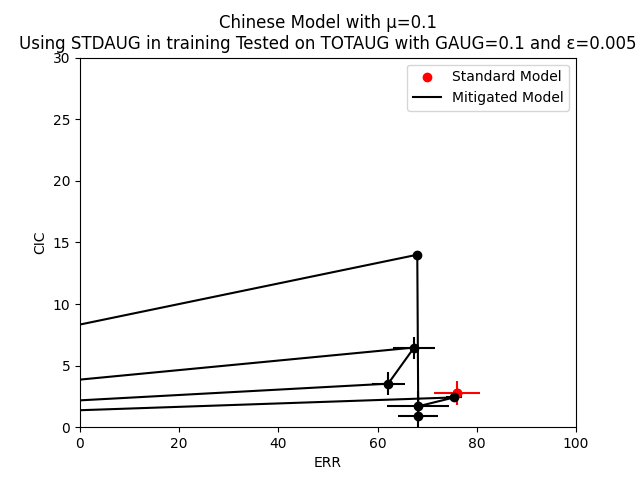 Chinese Model with μ=0.1
Using STDAUG in training Tested on TOTAUG with GAUG=0.1 and ε=0.005
Standard Model
Mitigated Model
30
25
20
15
10
5
0
CIC
0 20 40 60 80 100
ERR